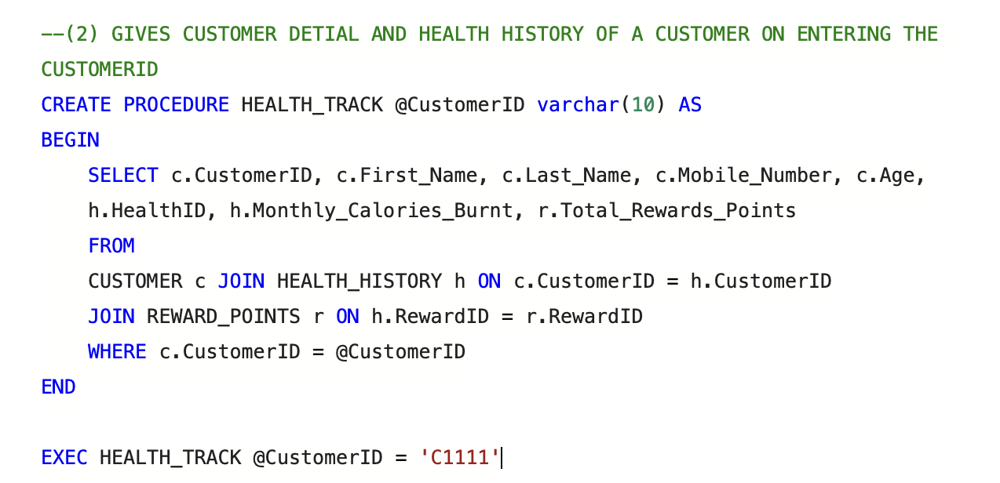 --(2) GIVES CUSTOMER DETIAL AND HEALTH HISTORY OF A CUSTOMER ON ENTERING THE
CUSTOMERID
CREATE PROCEDURE HEALTH_TRACK @CustomerID varchar(10) AS
BEGIN
    SELECT c.CustomerID, c.First_Name, c.Last_Name, c.Mobile_Number, c.Age,
    h.HealthID, h.Monthly_Calories_Burnt, r.Total_Rewards_Points
    FROM
    CUSTOMER c JOIN HEALTH_HISTORY h ON c.CustomerID = h.CustomerID
    JOIN REWARD_POINTS r ON h.RewardID = r.RewardID
    WHERE c.CustomerID = @CustomerID
END

EXEC HEALTH_TRACK @CustomerID = 'C1111'